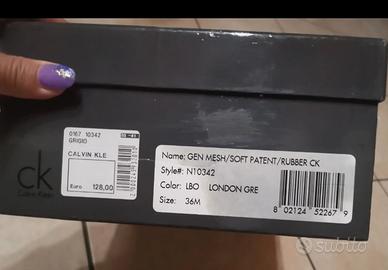 0167 10342
GRIGIO
CALVIN KLE
Euro 128,00
ck
Calvin Klein
Name: GEN MESH/SOFT PATENT/RUBBER CK
Style#: N10342
Color: LBO LONDON GRE
Size: 36M
8 02124 52267 9
subito